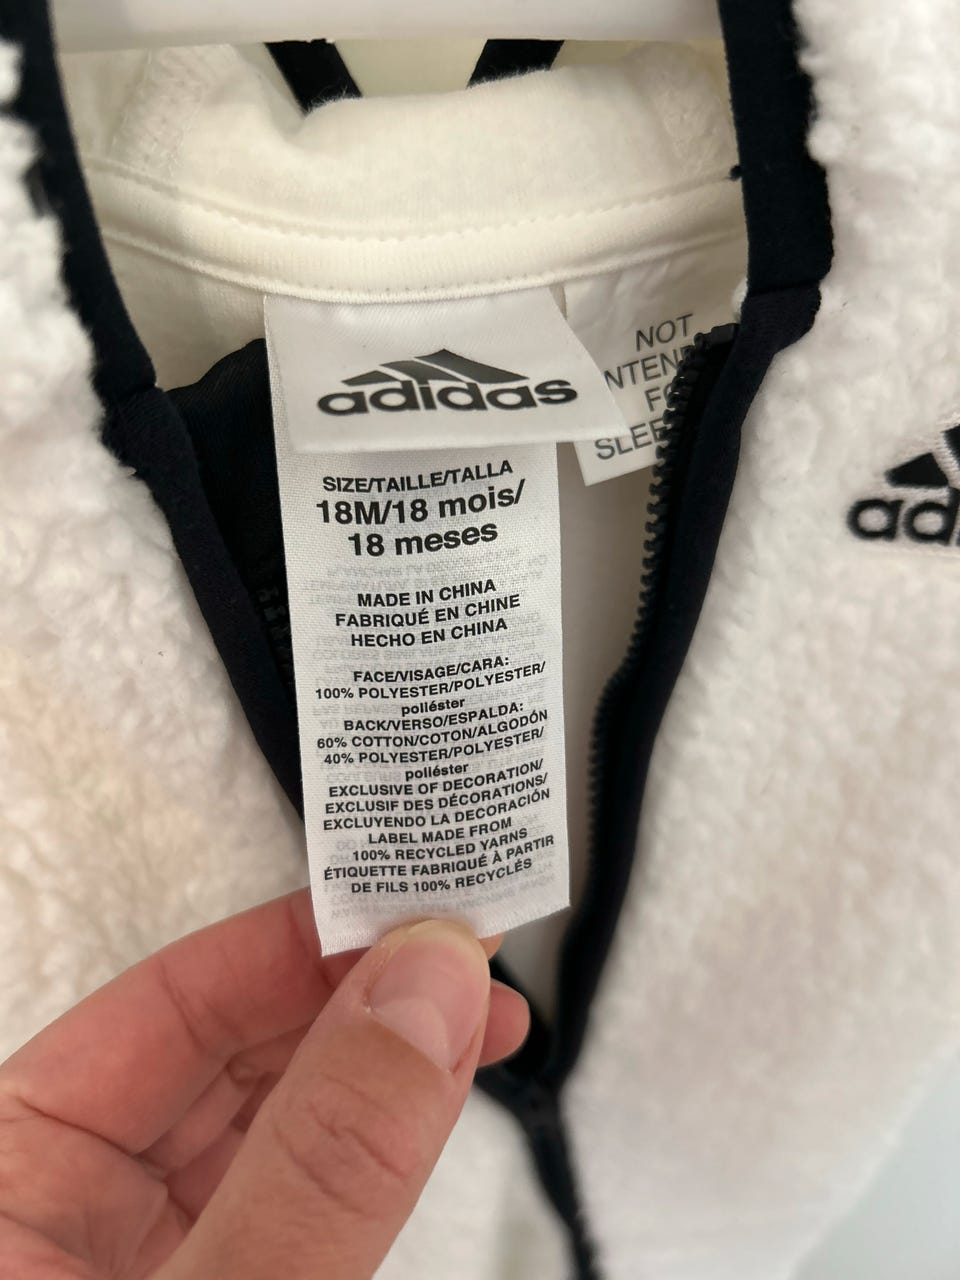 adidas
SIZE/TAILLE/TALLA
18M/18 mois/
18 meses
MADE IN CHINA
FABRIQUÉ EN CHINE
HECHO EN CHINA
FACE/VISAGE/CARA:
100% POLYESTER/POLYESTER/
poliéster
BACK/VERSO/ESPALDA:
60% COTTON/COTON/ALGODÓN
40% POLYESTER/POLYESTER/
poliéster
EXCLUSIVE OF DECORATION/
EXCLUSIF DES DÉCORATIONS/
EXCLUYENDO LA DECORACIÓN
LABEL MADE FROM
100% RECYCLED YARNS
ÉTIQUETTE FABRIQUÉ À PARTIR
DE FILS 100% RECYCLÉS
NOT
NTEN
F
SLEE
ad